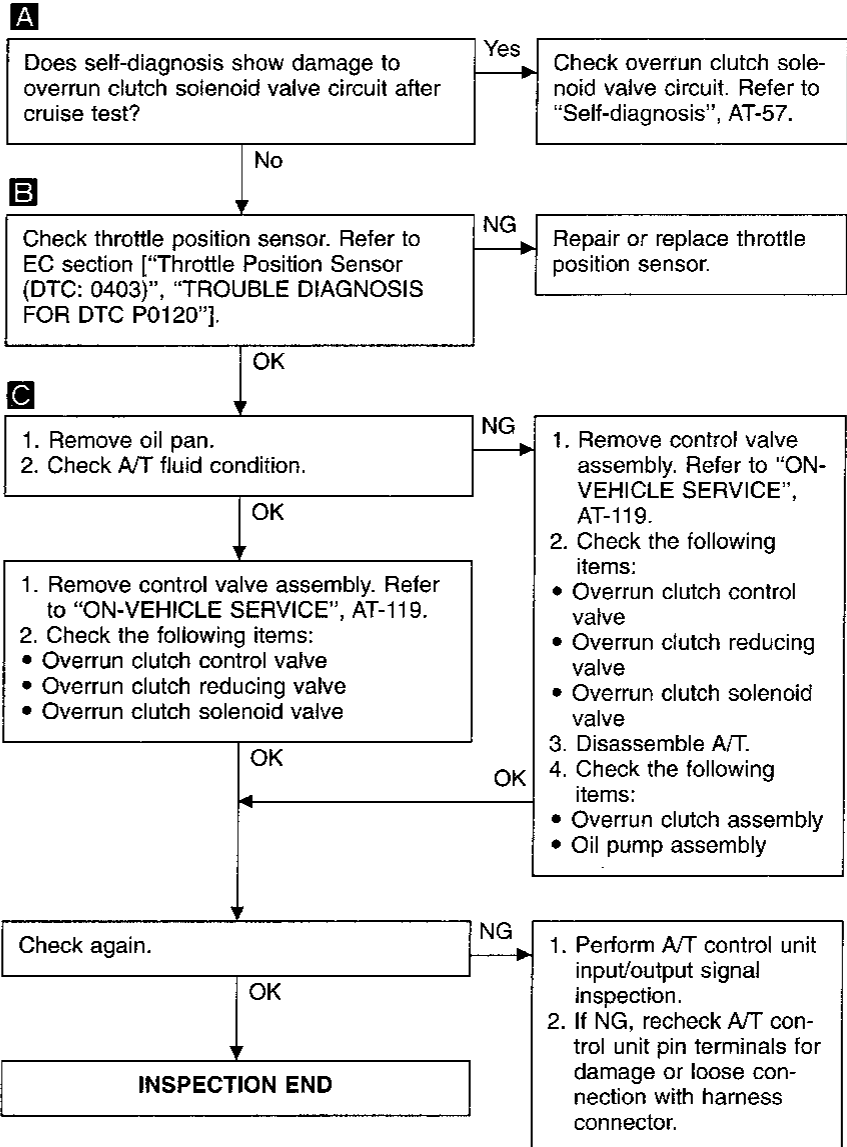 A
Does self-diagnosis show damage to
overrun clutch solenoid valve circuit after
cruise test?
Yes
Check overrun clutch sole-
noid valve circuit. Refer to
“Self-diagnosis”, AT-57.
No
B
Check throttle position sensor. Refer to
EC section [“Throttle Position Sensor
(DTC: 0403)”, “TROUBLE DIAGNOSIS
FOR DTC P0120”].
NG
Repair or replace throttle
position sensor.
OK
C
1. Remove oil pan.
2. Check A/T fluid condition.
NG
1. Remove control valve
assembly. Refer to “ON-
VEHICLE SERVICE”,
AT-119.
2. Check the following
items:
• Overrun clutch control
valve
• Overrun clutch reducing
valve
• Overrun clutch solenoid
valve
3. Disassemble A/T.
4. Check the following
items:
• Overrun clutch assembly
• Oil pump assembly
OK
1. Remove control valve assembly. Refer
to “ON-VEHICLE SERVICE”, AT-119.
2. Check the following items:
• Overrun clutch control valve
• Overrun clutch reducing valve
• Overrun clutch solenoid valve
OK
OK
Check again.
NG
1. Perform A/T control unit
input/output signal
inspection.
2. If NG, recheck A/T con-
trol unit pin terminals for
damage or loose con-
nection with harness
connector.
OK
INSPECTION END